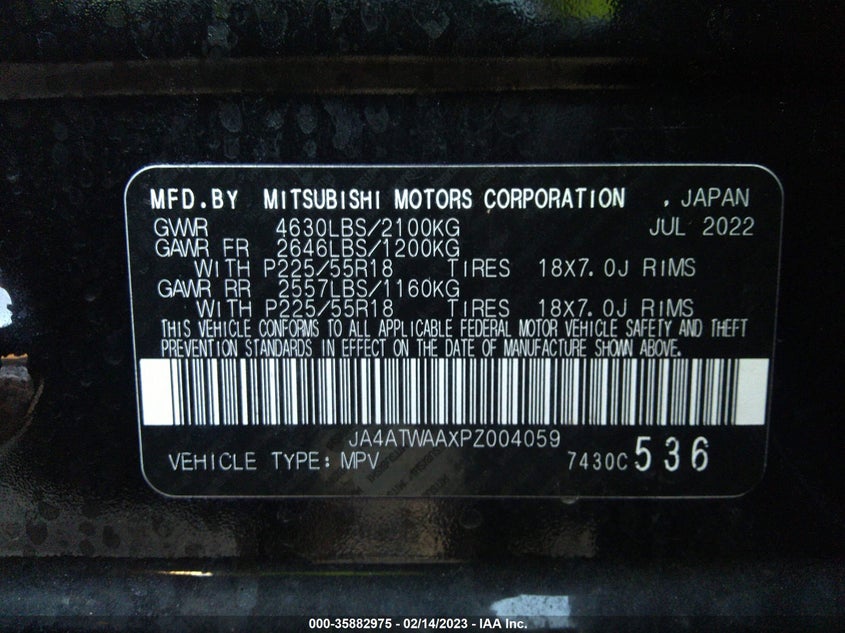 MFD.BY MITSUBISHI MOTORS CORPORATION , JAPAN
GVWR 4630LBS/2100KG JUL 2022
GAWR FR 2646LBS/1200KG
WITH P225/55R18 TIRES 18X7.0J RIMS
GAWR RR 2557LBS/1160KG
WITH P225/55R18 TIRES 18X7.0J RIMS
THIS VEHICLE CONFORMS TO ALL APPLICABLE FEDERAL MOTOR VEHICLE SAFETY AND THEFT
PREVENTION STANDARDS IN EFFECT ON THE DATE OF MANUFACTURE SHOWN ABOVE.
JA4ATWAAXPZ004059
VEHICLE TYPE: MPV 7430C 536
000-35882975 - 02/14/2023 - IAA Inc.